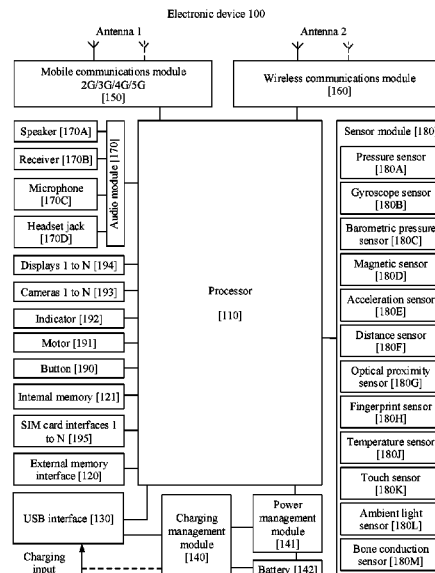 Electronic device 100
Antenna 1
Antenna 2
Mobile communications module
2G/3G/4G/5G
[150]
Wireless communications module
[160]
Speaker [170A]
Receiver [170B]
Microphone
[170C]
Headset jack
[170D]
Audio module [170]
Displays 1 to N [194]
Cameras 1 to N [193]
Indicator [192]
Motor [191]
Button [190]
Internal memory [121]
SIM card interfaces 1
to N [195]
External memory
interface [120]
USB interface [130]
Charging
input
Processor
[110]
Charging
management
module
[140]
Power
management
module
[141]
Battery [142]
Sensor module [180
Pressure sensor
[180A]
Gyroscope sensor
[180B]
Barometric pressure
sensor [180C]
Magnetic sensor
[180D]
Acceleration sensor
[180E]
Distance sensor
[180F]
Optical proximity
sensor [180G]
Fingerprint sensor
[180H]
Temperature sensor
[180J]
Touch sensor
[180K]
Ambient light
sensor [180L]
Bone conduction
sensor [180M]